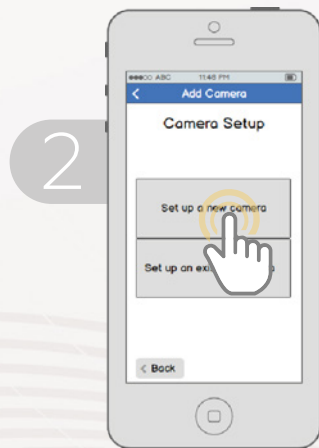 ABC 11:46 PM
< Add Camera
Camera Setup
2
Set up a new camera
Set up an
< Back